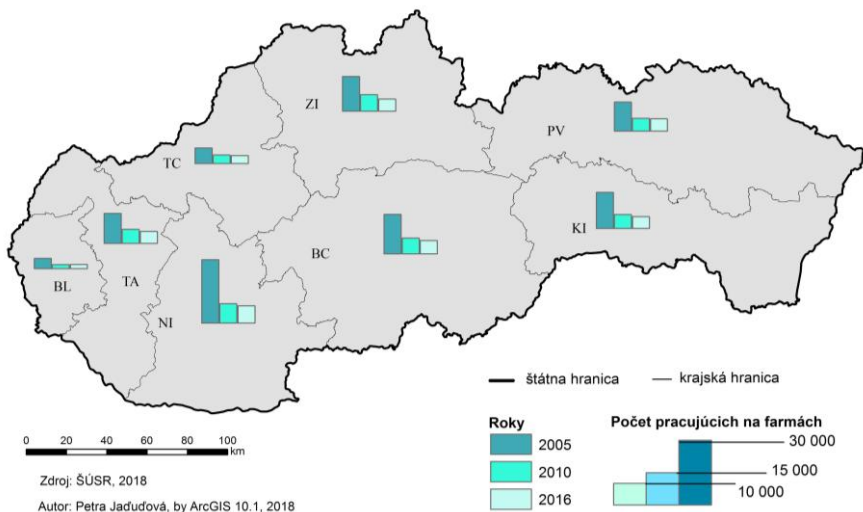 ZI
PV
TC
KI
BC
BL
TA
NI
štátna hranica
krajská hranica
0 20 40 60 80 100
km
Roky
2005
2010
2016
Počet pracujúcich na farmách
30 000
15 000
10 000
Zdroj: ŠÚSR, 2018
Autor: Petra Jaďuďová, by ArcGIS 10.1, 2018